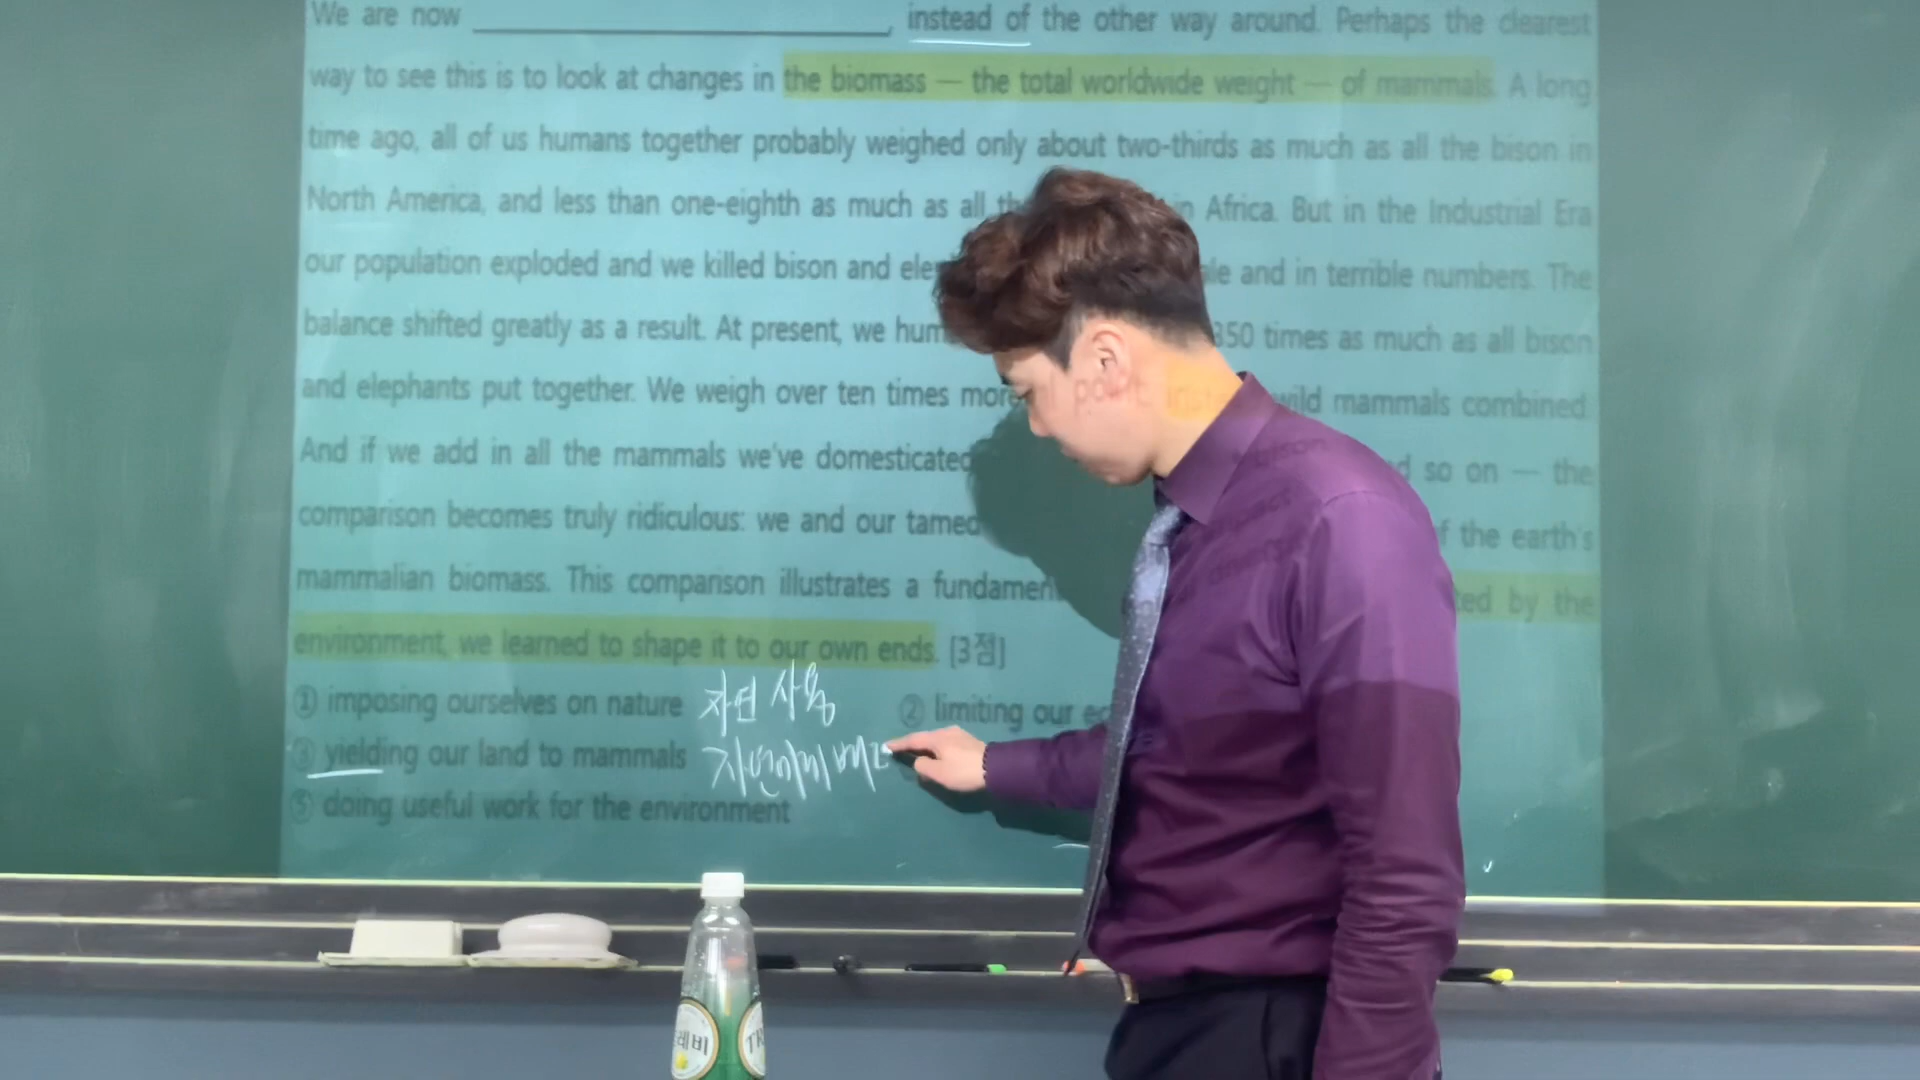 We are now ____________________, instead of the other way around. Perhaps the clearest
way to see this is to look at changes in the biomass — the total worldwide weight — of mammals. A long
time ago, all of us humans together probably weighed only about two-thirds as much as all the bison in
North America, and less than one-eighth as much as all in Africa. But in the Industrial Era
our population exploded and we killed bison and and in terrible numbers. The
balance shifted greatly as a result. At present, we 350 times as much as all bison
and elephants put together. We weigh over ten times more wild mammals combined.
And if we add in all the mammals we've domesticated so on — the
comparison becomes truly ridiculous: we and our tamed of the earth's
mammalian biomass. This comparison illustrates a by the
environment, we learned to shape it to our own ends. [3점]
① imposing ourselves on nature 자연 사용 ② limiting our
③ yielding our land to mammals 자연에게
⑤ doing useful work for the environment
레비